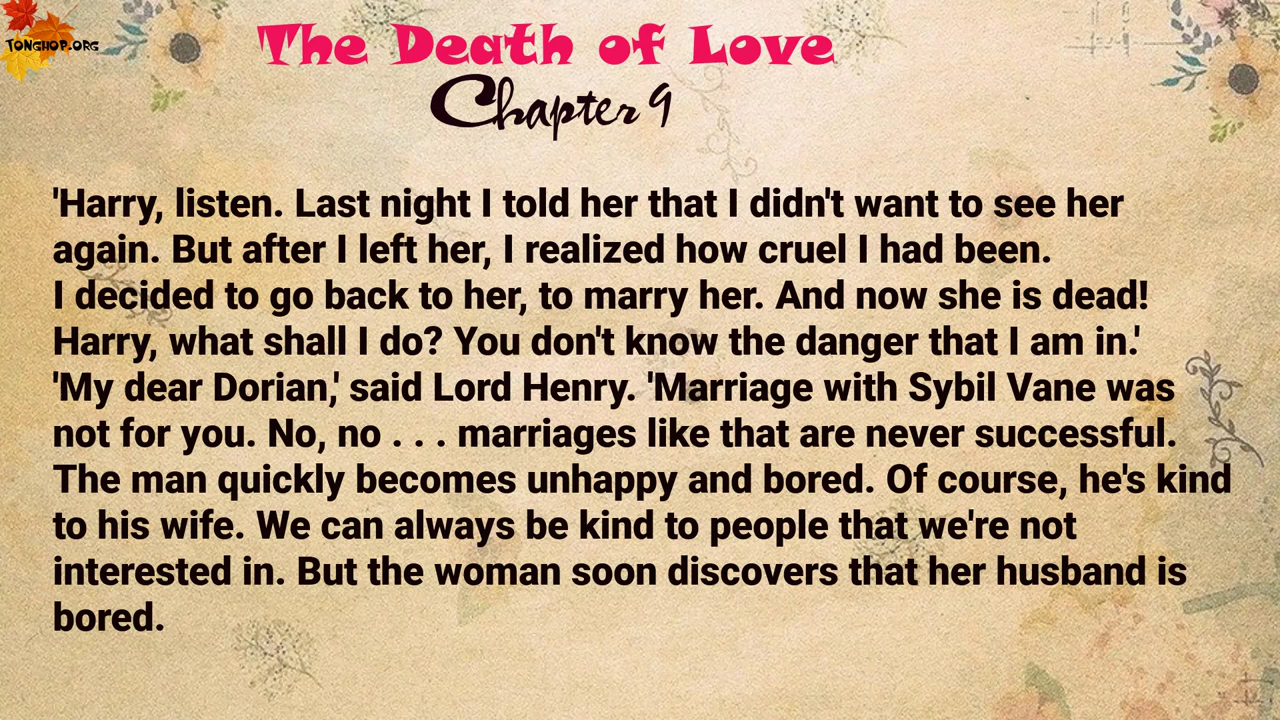 TONGHOP.ORG
The Death of Love
Chapter 9
'Harry, listen. Last night I told her that I didn't want to see her
again. But after I left her, I realized how cruel I had been.
I decided to go back to her, to marry her. And now she is dead!
Harry, what shall I do? You don't know the danger that I am in.'
'My dear Dorian,' said Lord Henry. 'Marriage with Sybil Vane was
not for you. No, no . . . marriages like that are never successful.
The man quickly becomes unhappy and bored. Of course, he's kind
to his wife. We can always be kind to people that we're not
interested in. But the woman soon discovers that her husband is
bored.